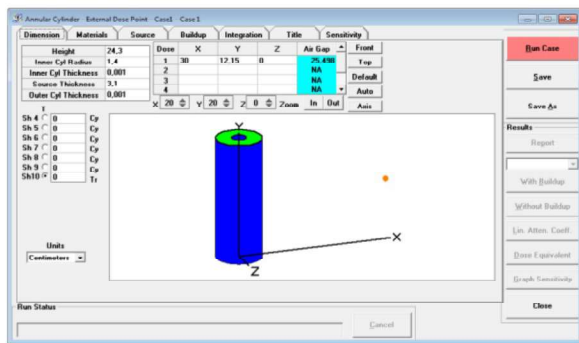 Annular Cylinder - External Dose Point - Case1 - Case 1
Dimension Materials Source Buildup Integration Title Sensitivity
Height 24,3
Inner Cyl Radius 1,4
Inner Cyl Thickness 0,001
Source Thickness 3,1
Outer Cyl Thickness 0,001
Dose X Y Z Air Gap
1 30 12,15 0 25,498
2 NA
3 NA
4 NA
Front
Top
Default
Auto
Axis
X 20 Y 20 Z 0 Zoom In Out
T
Sh 4 0 Cy
Sh 5 0 Cy
Sh 6 0 Cy
Sh 7 0 Cy
Sh 8 0 Cy
Sh 9 0 Cy
Sh10 0 Tr
Units
Centimeters
Y
X
Z
Run Case
Save
Save As
Results
Report
With Buildup
Without Buildup
Lin. Atten. Coeff.
Dose Equivalent
Graph Sensitivity
Close
Run Status
Cancel